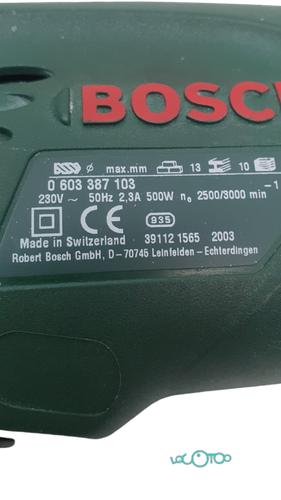 BOSCH
ø max.mm 13 10
0 603 387 103
230V ~ 50Hz 2,3A 500W n₀ 2500/3000 min -1
CE 935
Made in Switzerland 39112 1565 2003
Robert Bosch GmbH, D-70745 Leinfelden-Echterdingen
LOCOTOO